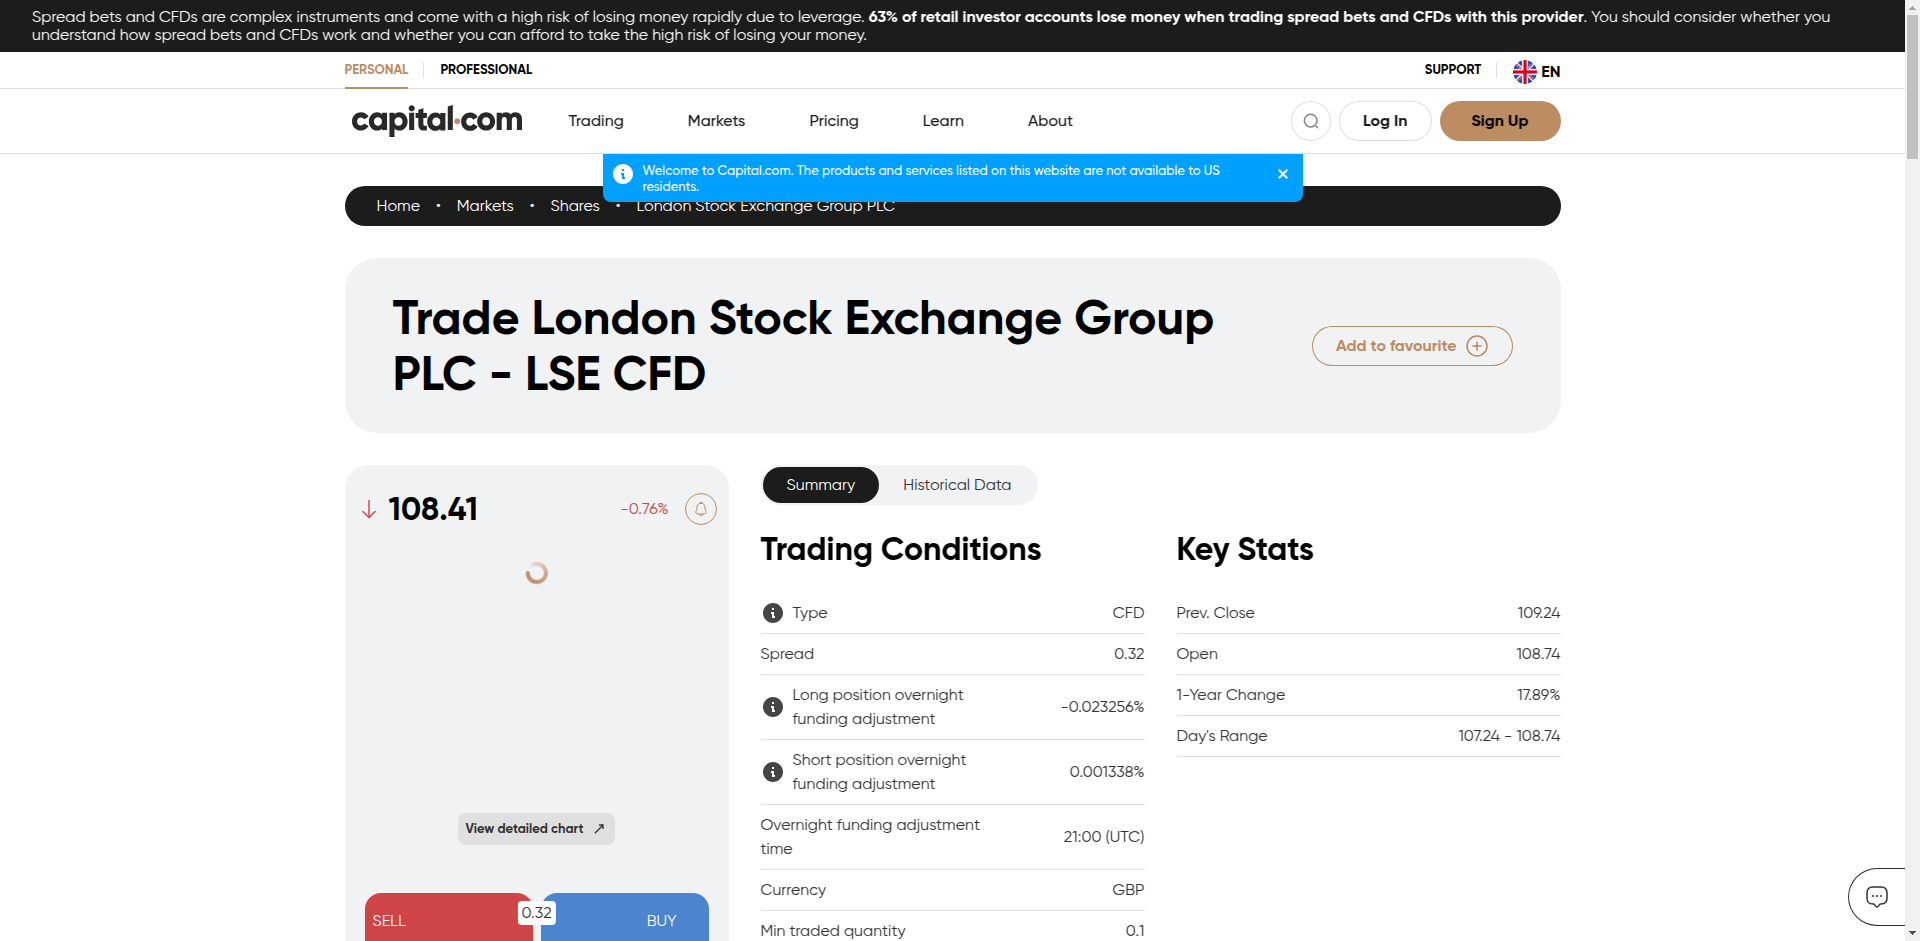 Spread bets and CFDs are complex instruments and come with a high risk of losing money rapidly due to leverage. 63% of retail investor accounts lose money when trading spread bets and CFDs with this provider. You should consider whether you
understand how spread bets and CFDs work and whether you can afford to take the high risk of losing your money.
PERSONAL PROFESSIONAL SUPPORT EN
capital.com Trading Markets Pricing Learn About Log In Sign Up
Welcome to Capital.com. The products and services listed on this website are not available to US
residents.
Home • Markets • Shares • London Stock Exchange Group PLC
Trade London Stock Exchange Group
PLC - LSE CFD
Add to favourite
108.41 -0.76%
View detailed chart
SELL 0.32 BUY
Summary Historical Data
Trading Conditions
Type CFD
Spread 0.32
Long position overnight
funding adjustment -0.023256%
Short position overnight
funding adjustment 0.001338%
Overnight funding adjustment
time 21:00 (UTC)
Currency GBP
Min traded quantity 0.1
Key Stats
Prev. Close 109.24
Open 108.74
1-Year Change 17.89%
Day's Range 107.24 - 108.74